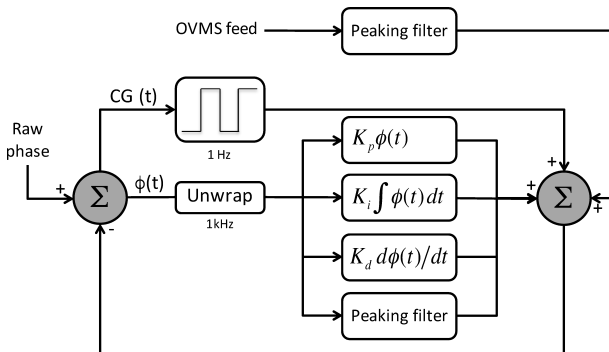 OVMS feed
Peaking filter
CG (t)
1 Hz
Raw
phase
+
Σ
-
ϕ(t)
Unwrap
1kHz
K_p ϕ(t)
K_i ∫ ϕ(t) dt
K_d dϕ(t)/dt
Peaking filter
+
+
Σ
+